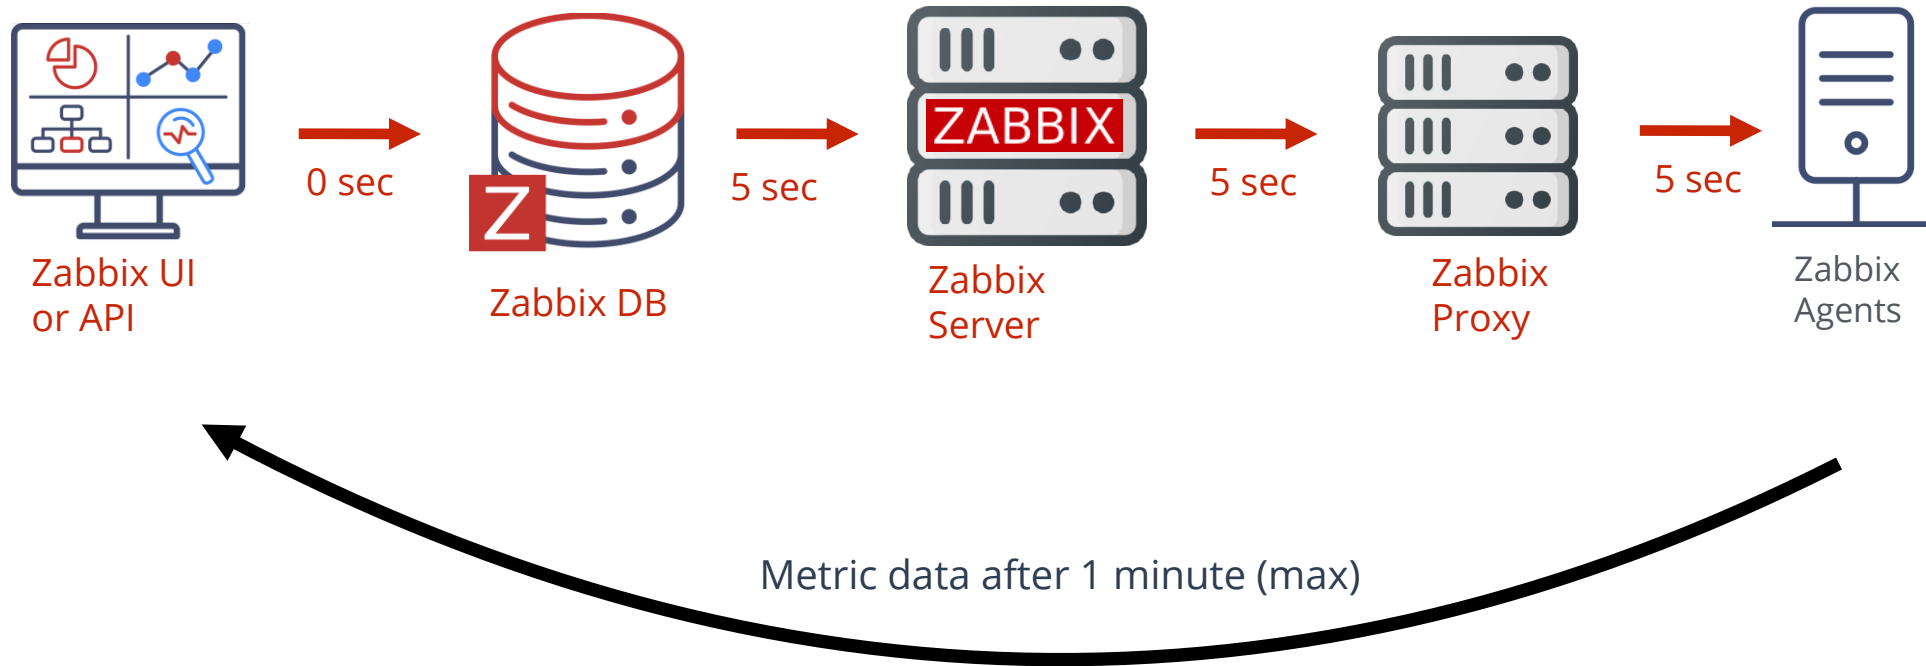 ZABBIX
Z
0 sec
5 sec
5 sec
5 sec
Zabbix UI
or API
Zabbix DB
Zabbix
Server
Zabbix
Proxy
Zabbix
Agents
Metric data after 1 minute (max)